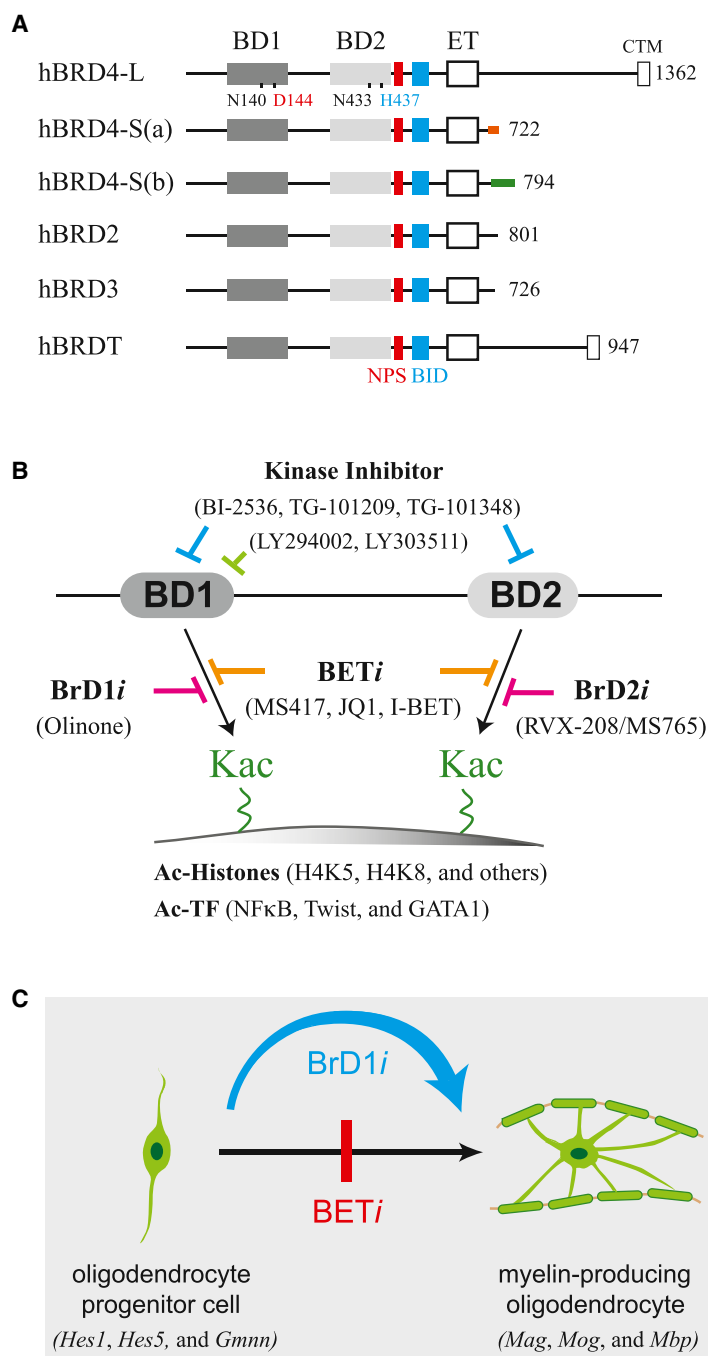 A
BD1 BD2 ET CTM
hBRD4-L 1362
N140 D144 N433 H437
hBRD4-S(a) 722
hBRD4-S(b) 794
hBRD2 801
hBRD3 726
hBRDT 947
NPS BID
B
Kinase Inhibitor
(BI-2536, TG-101209, TG-101348)
(LY294002, LY303511)
BD1 BD2
BrD1i
(Olinone)
BETi
(MS417, JQ1, I-BET)
BrD2i
(RVX-208/MS765)
Kac Kac
Ac-Histones (H4K5, H4K8, and others)
Ac-TF (NFκB, Twist, and GATA1)
C
BrD1i
BETi
oligodendrocyte
progenitor cell
(Hes1, Hes5, and Gmnn)
myelin-producing
oligodendrocyte
(Mag, Mog, and Mbp)